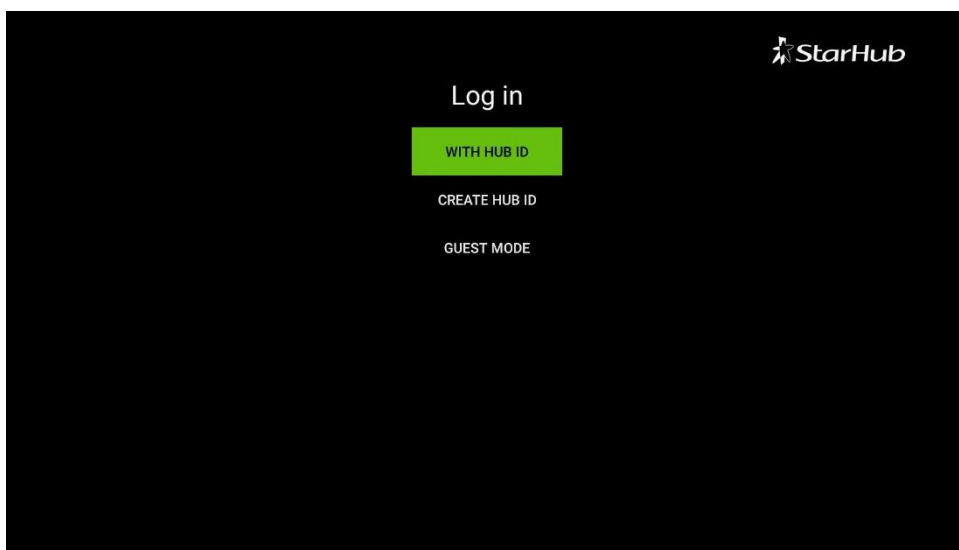 StarHub
Log in
WITH HUB ID
CREATE HUB ID
GUEST MODE